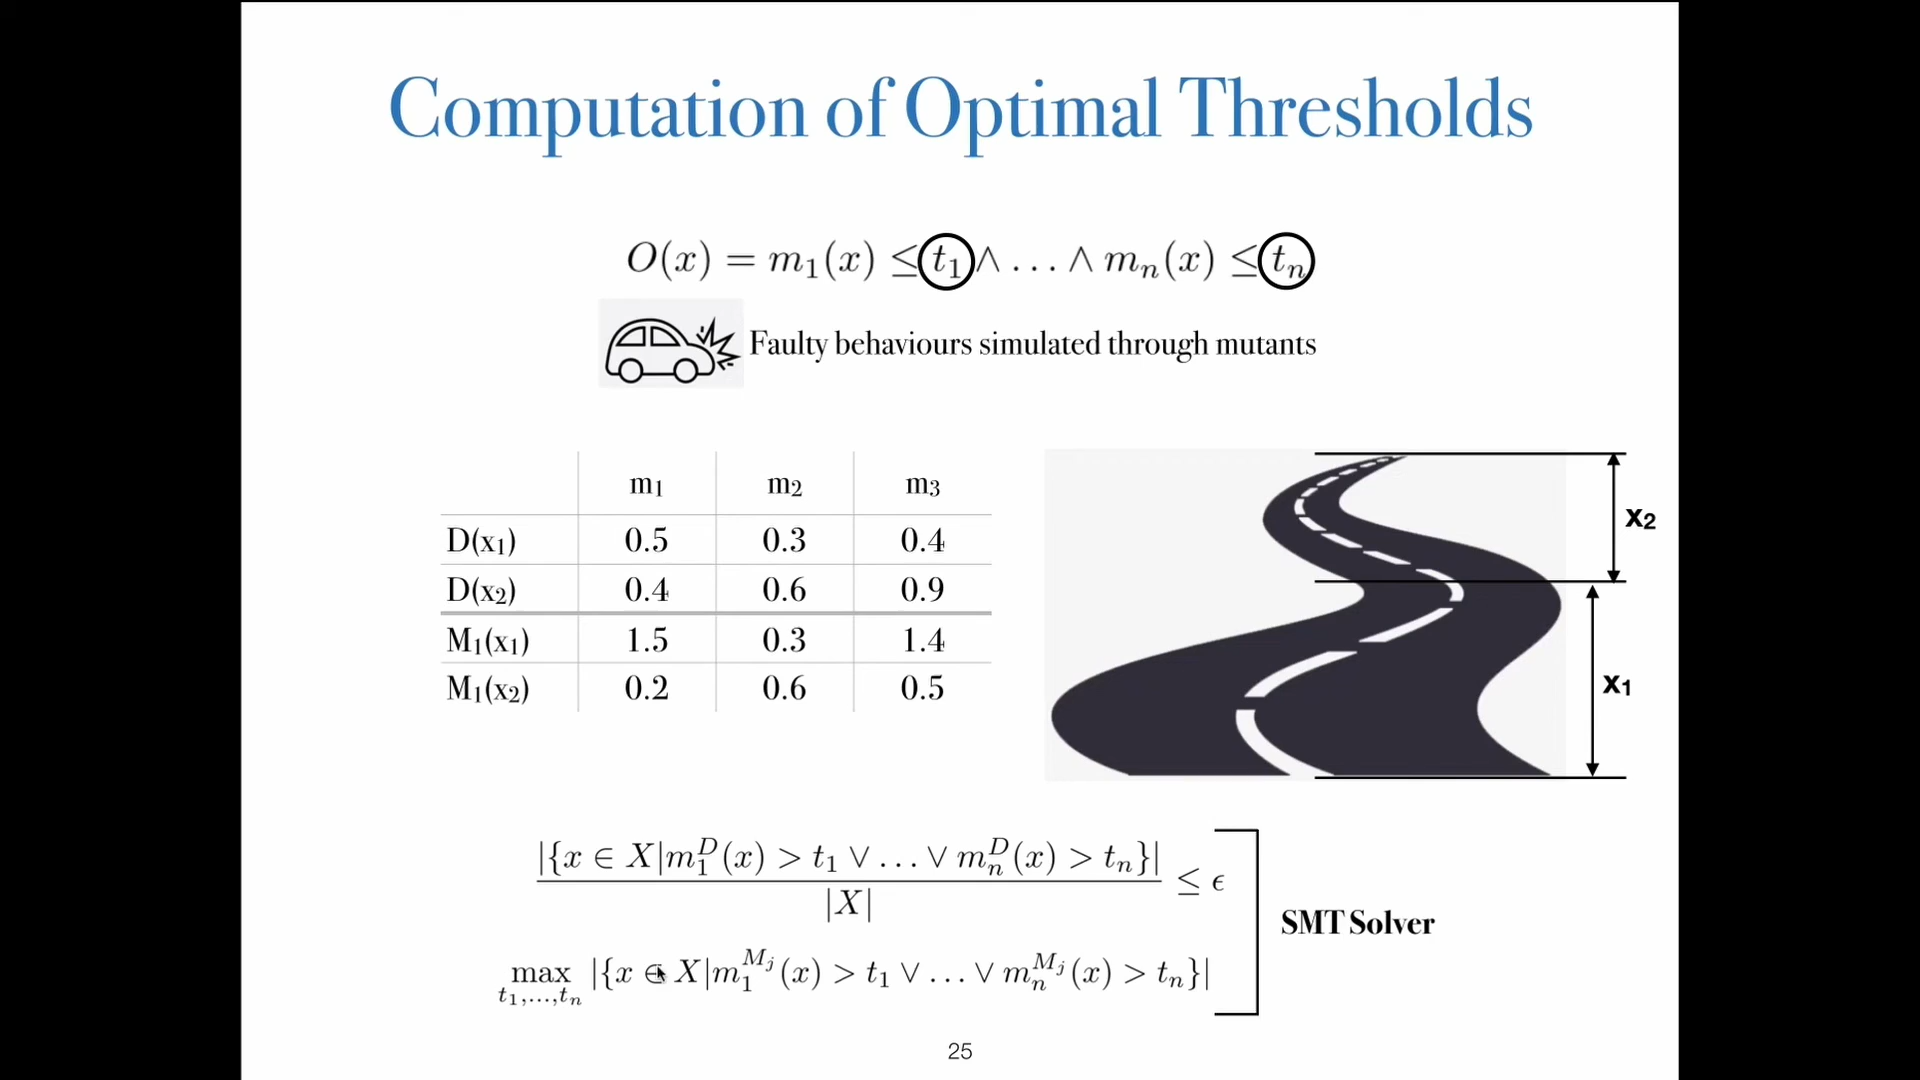 Computation of Optimal Thresholds
O(x) = m₁(x) ≤ t₁ ∧ … ∧ mₙ(x) ≤ tₙ
Faulty behaviours simulated through mutants
m₁ m₂ m₃
D(x₁) 0.5 0.3 0.4
D(x₂) 0.4 0.6 0.9
M₁(x₁) 1.5 0.3 1.4
M₁(x₂) 0.2 0.6 0.5
x₂
x₁
|{x ∈ X|m₁ᴰ(x) > t₁ ∨ … ∨ mₙᴰ(x) > tₙ}|
|X|
≤ ϵ
SMT Solver
max |{x ∈ X|m₁^{Mⱼ}(x) > t₁ ∨ … ∨ mₙ^{Mⱼ}(x) > tₙ}|
t₁,…,tₙ
25